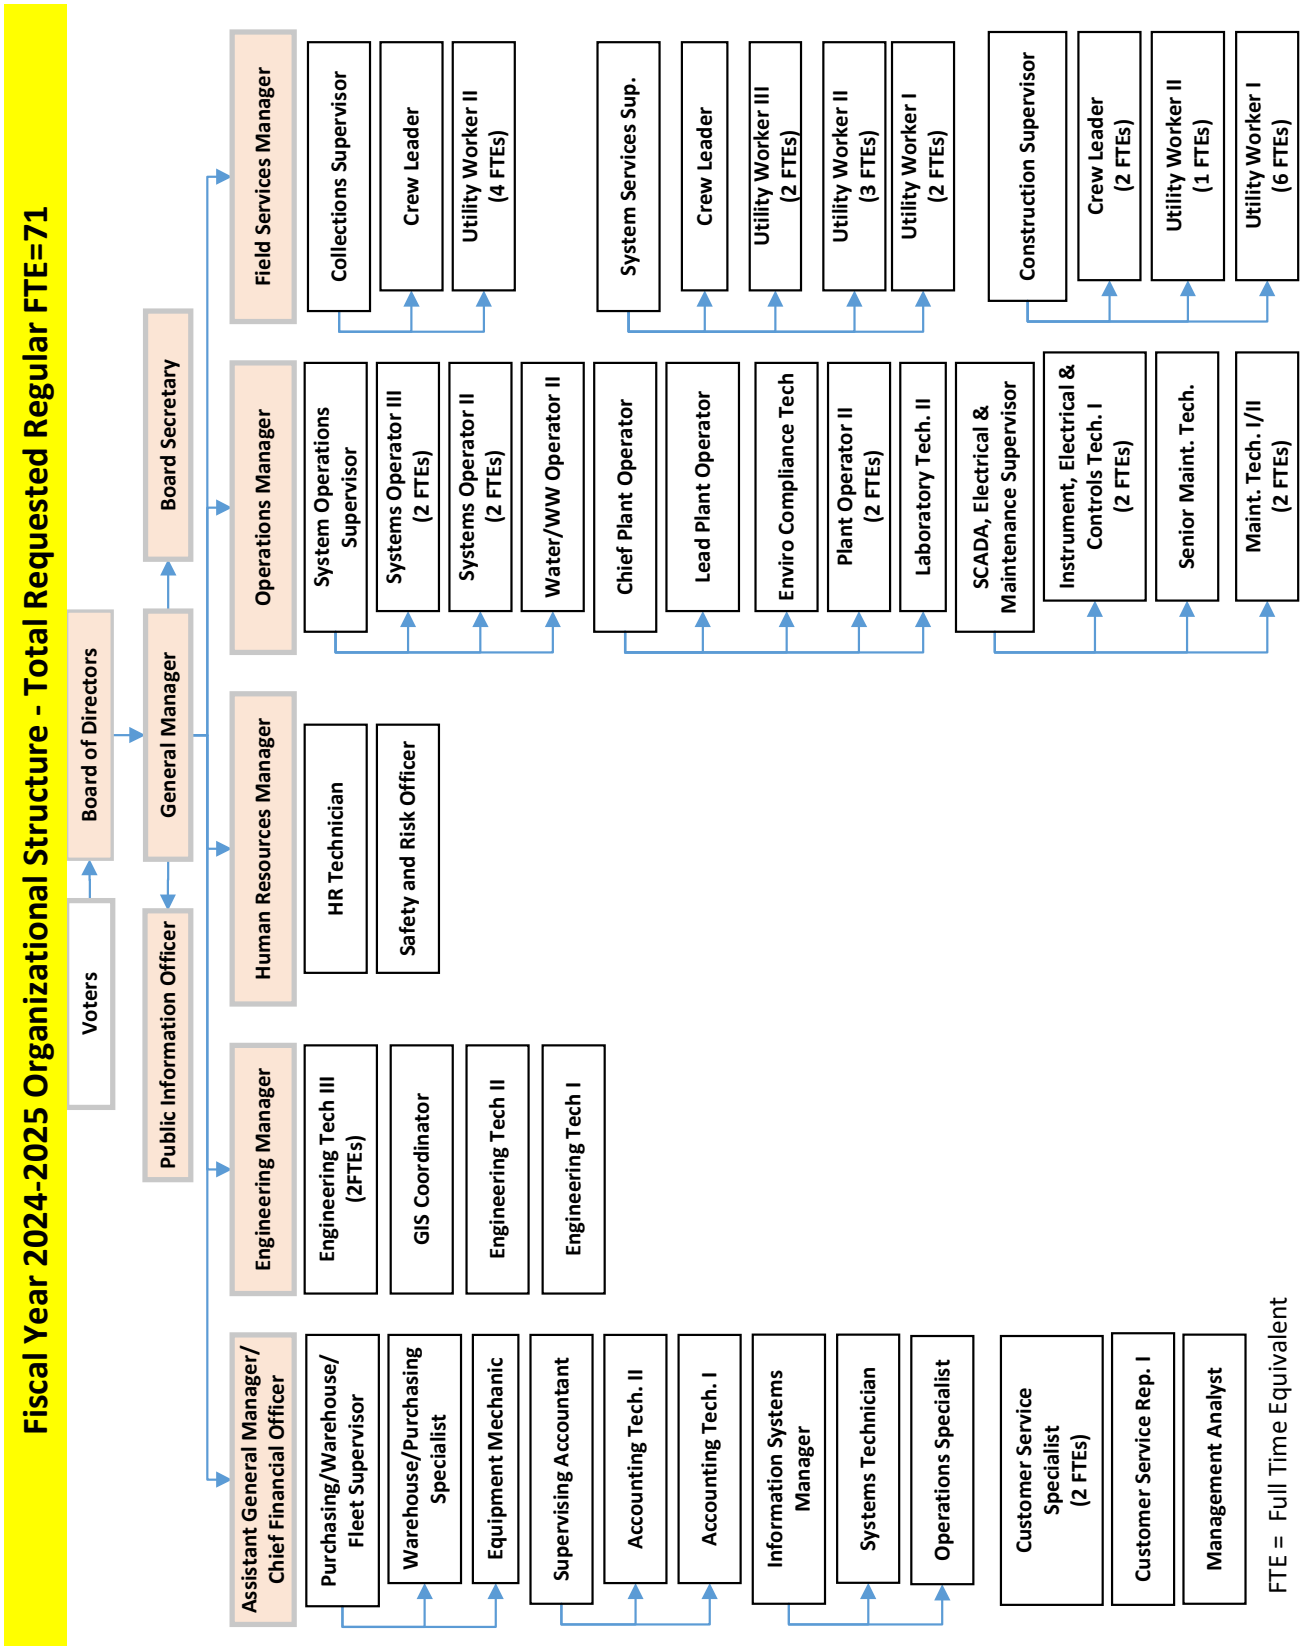 Fiscal Year 2024-2025 Organizational Structure - Total Requested Regular FTE=71
Voters
Board of Directors
Public Information Officer
General Manager
Board Secretary
Assistant General Manager/
Chief Financial Officer
Purchasing/Warehouse/
Fleet Supervisor
Warehouse/Purchasing
Specialist
Equipment Mechanic
Supervising Accountant
Accounting Tech. II
Accounting Tech. I
Information Systems
Manager
Systems Technician
Operations Specialist
Customer Service
Specialist
(2 FTEs)
Customer Service Rep. I
Management Analyst
Engineering Manager
Engineering Tech III
(2FTEs)
GIS Coordinator
Engineering Tech II
Engineering Tech I
Human Resources Manager
HR Technician
Safety and Risk Officer
Operations Manager
System Operations
Supervisor
Systems Operator III
(2 FTEs)
Systems Operator II
(2 FTEs)
Water/WW Operator II
Chief Plant Operator
Lead Plant Operator
Enviro Compliance Tech
Plant Operator II
(2 FTEs)
Laboratory Tech. II
SCADA, Electrical &
Maintenance Supervisor
Instrument, Electrical &
Controls Tech. I
(2 FTEs)
Senior Maint. Tech.
Maint. Tech. I/II
(2 FTEs)
Field Services Manager
Collections Supervisor
Crew Leader
Utility Worker II
(4 FTEs)
System Services Sup.
Crew Leader
Utility Worker III
(2 FTEs)
Utility Worker II
(3 FTEs)
Utility Worker I
(2 FTEs)
Construction Supervisor
Crew Leader
(2 FTEs)
Utility Worker II
(1 FTEs)
Utility Worker I
(6 FTEs)
FTE = Full Time Equivalent